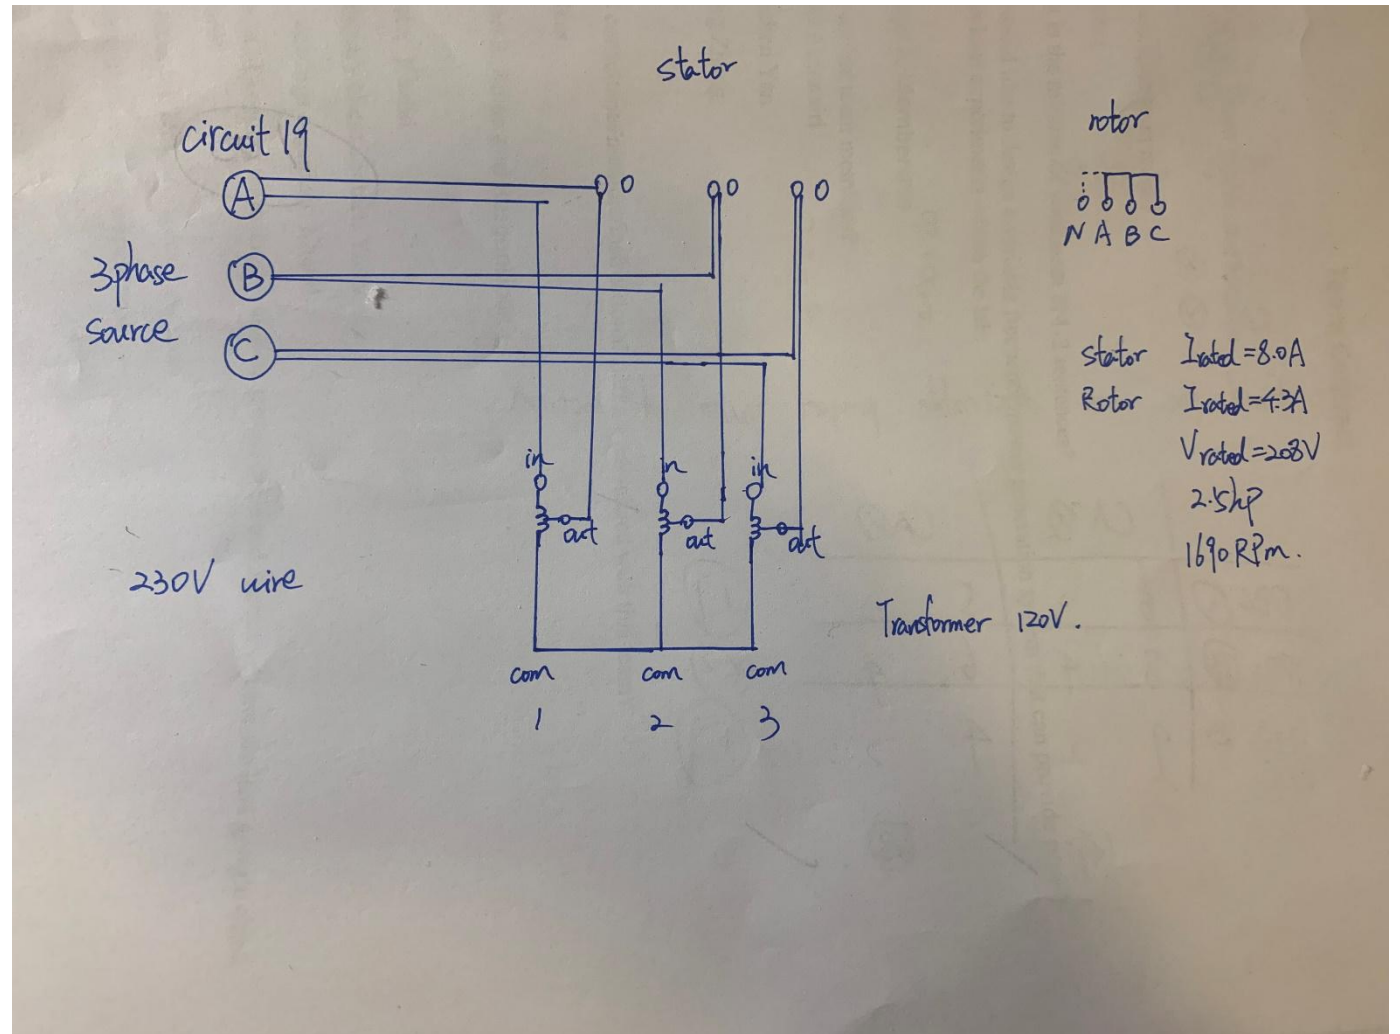 stator
rotor
circuit 19
A
O O
O O
O O
N A B C
3phase
B
source
C
stator Irated=8.0A
Rotor Irated=4.3A
Vrated=208V
2.5hp
1690 RPm.
in in in
out out out
230V wire
Transformer 120V.
com com com
1 2 3